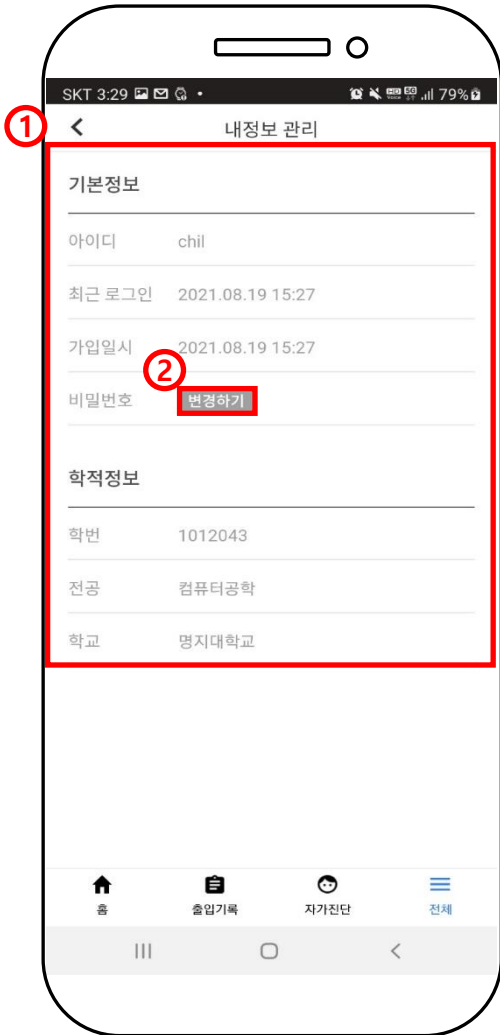 SKT 3:29 79%
1
내정보 관리
기본정보
아이디 chil
최근 로그인 2021.08.19 15:27
가입일시 2021.08.19 15:27
2
비밀번호 변경하기
학적정보
학번 1012043
전공 컴퓨터공학
학교 명지대학교
홈 출입기록 자가진단 전체